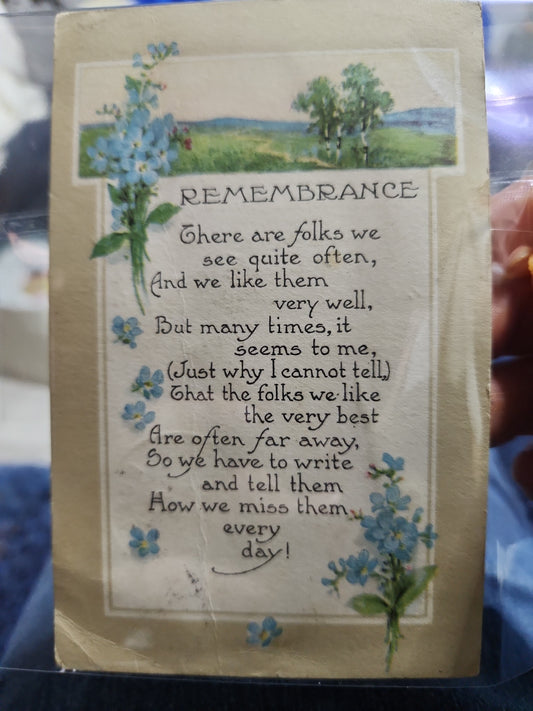 REMEMBRANCE
There are folks we
see quite often,
And we like them
very well,
But many times, it
seems to me,
(Just why I cannot tell,)
That the folks we like
the very best
Are often far away,
So we have to write
and tell them
How we miss them
every
day!